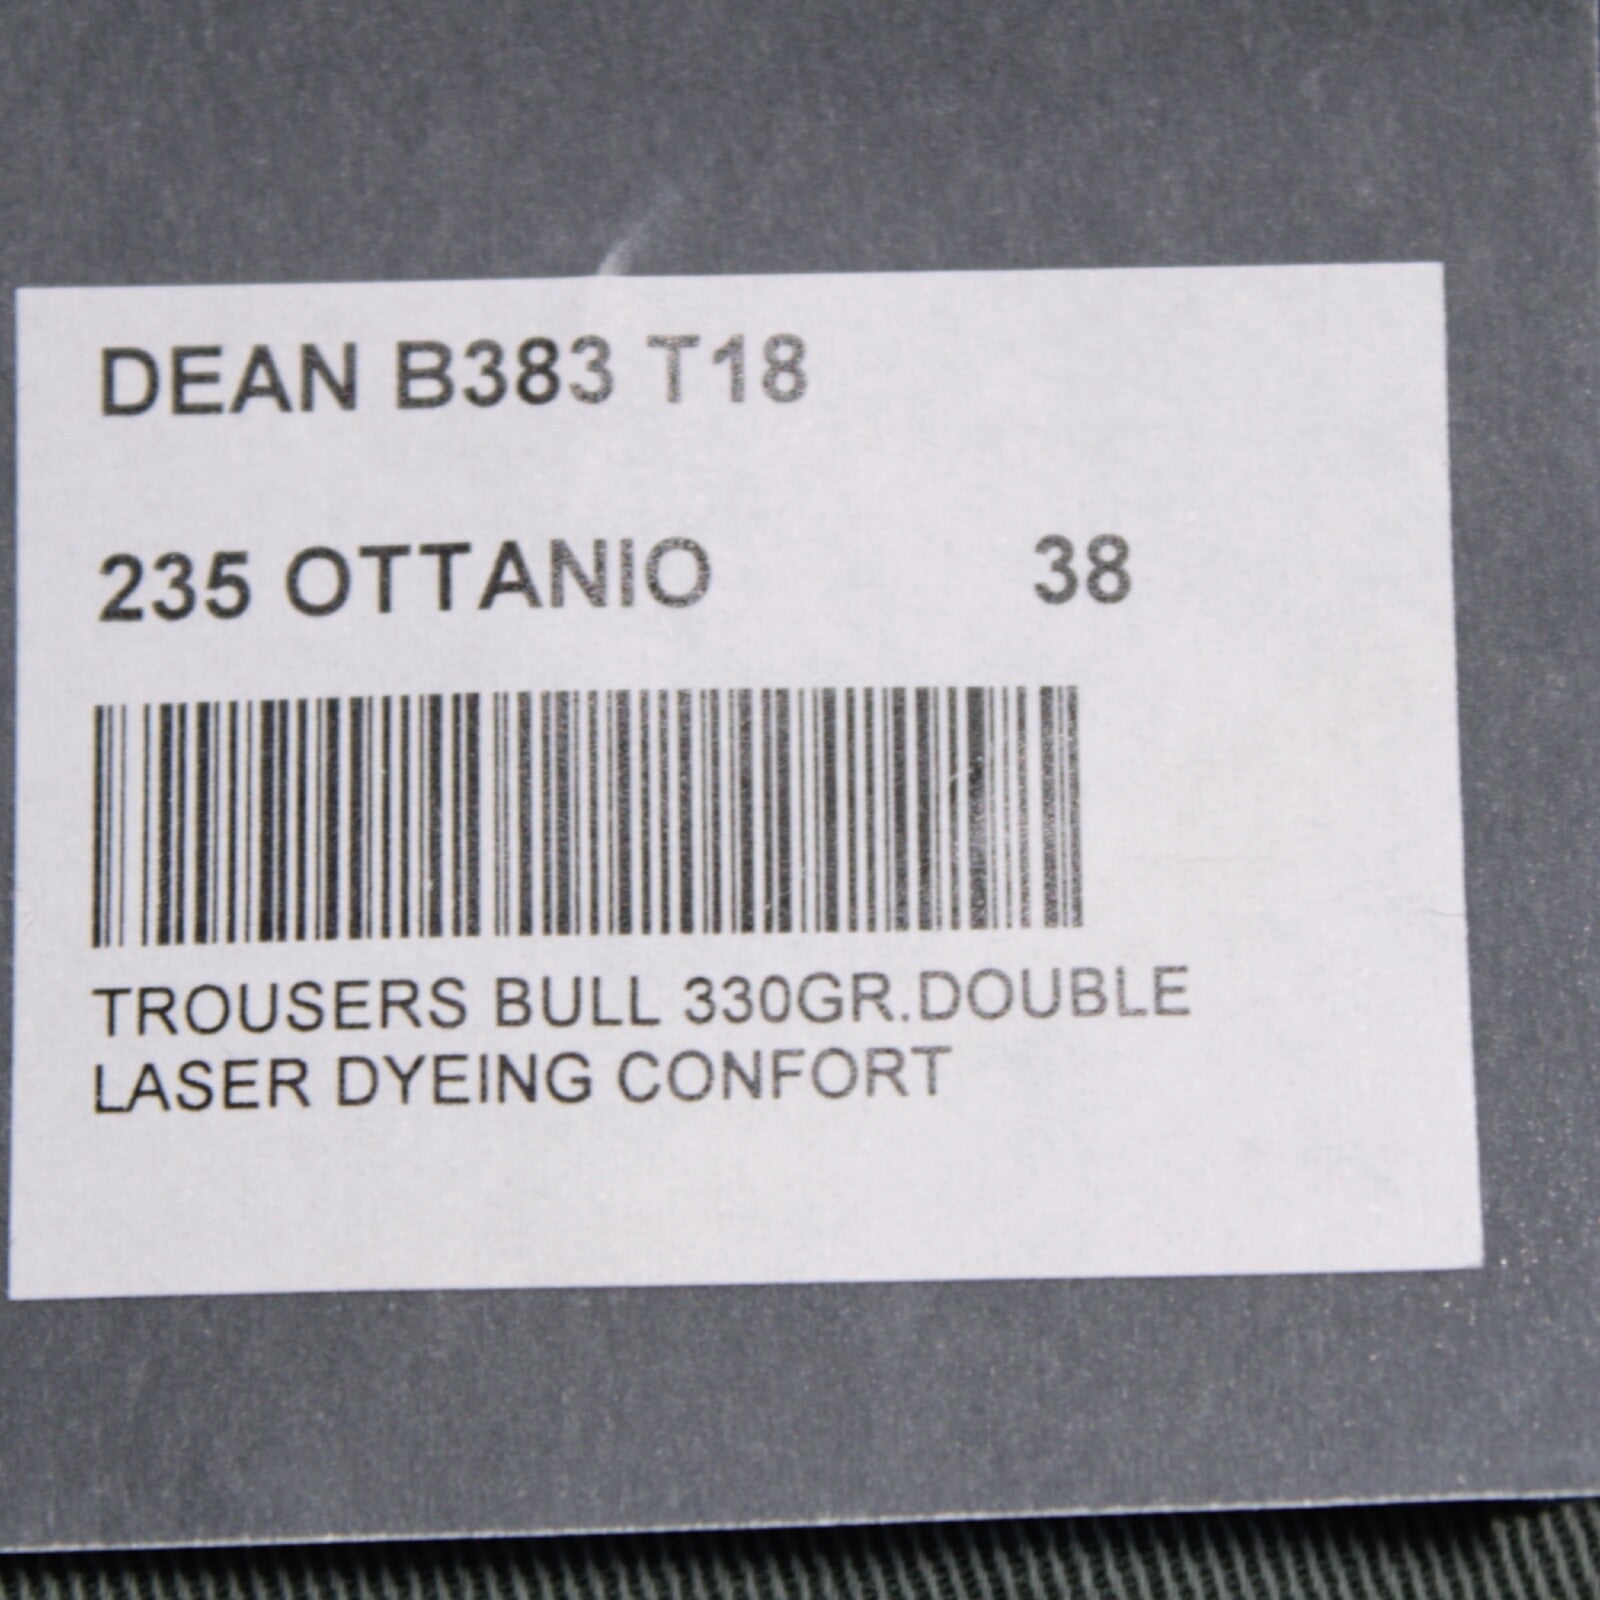 DEAN B383 T18
235 OTTANIO 38
TROUSERS BULL 330GR.DOUBLE
LASER DYEING CONFORT